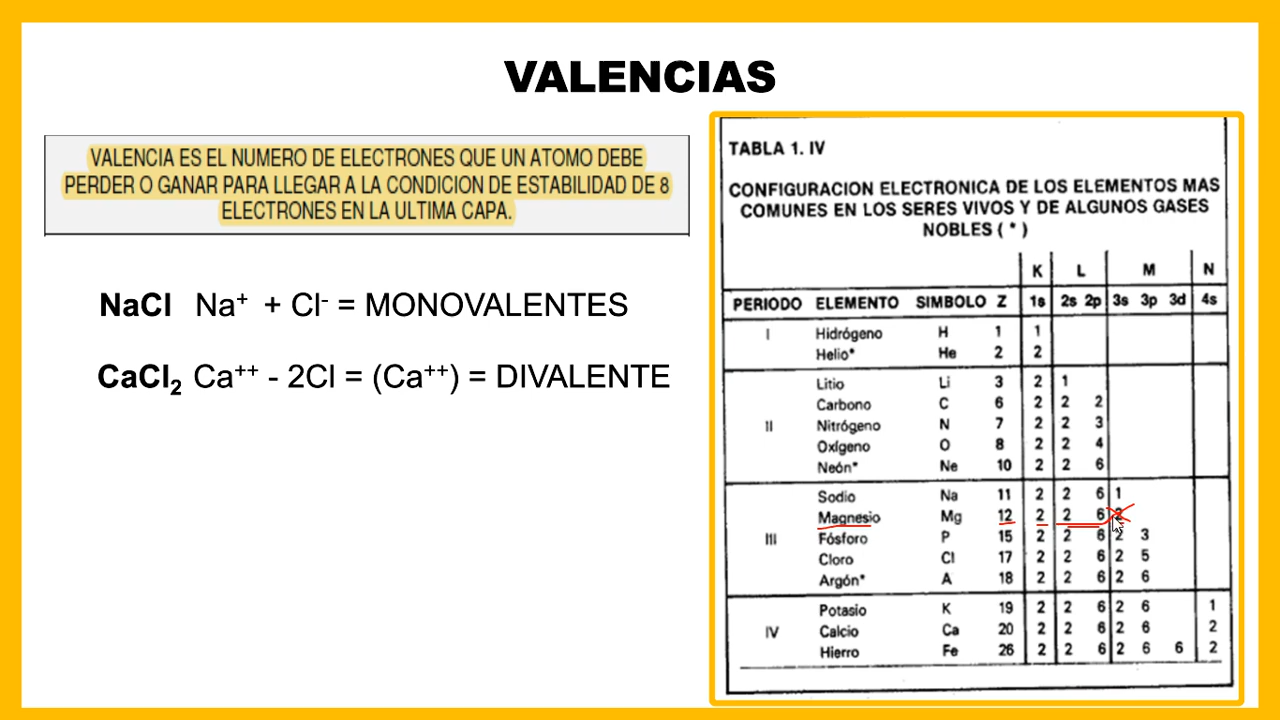 VALENCIAS
VALENCIA ES EL NUMERO DE ELECTRONES QUE UN ATOMO DEBE
PERDER O GANAR PARA LLEGAR A LA CONDICION DE ESTABILIDAD DE 8
ELECTRONES EN LA ULTIMA CAPA.
NaCl Na⁺ + Cl⁻ = MONOVALENTES
CaCl₂ Ca⁺⁺ - 2Cl = (Ca⁺⁺) = DIVALENTE
TABLA 1. IV
CONFIGURACION ELECTRONICA DE LOS ELEMENTOS MAS
COMUNES EN LOS SERES VIVOS Y DE ALGUNOS GASES
NOBLES ( * )
K L M N
PERIODO ELEMENTO SIMBOLO Z 1s 2s 2p 3s 3p 3d 4s
I
Hidrógeno H 1 1
Helio* He 2 2
Litio Li 3 2 1
Carbono C 6 2 2 2
II Nitrógeno N 7 2 2 3
Oxígeno O 8 2 2 4
Neón* Ne 10 2 2 6
Sodio Na 11 2 2 6 1
Magnesio Mg 12 2 2 6 2
III Fósforo P 15 2 2 6 2 3
Cloro Cl 17 2 2 6 2 5
Argón* A 18 2 2 6 2 6
Potasio K 19 2 2 6 2 6 1
IV Calcio Ca 20 2 2 6 2 6 2
Hierro Fe 26 2 2 6 2 6 6 2